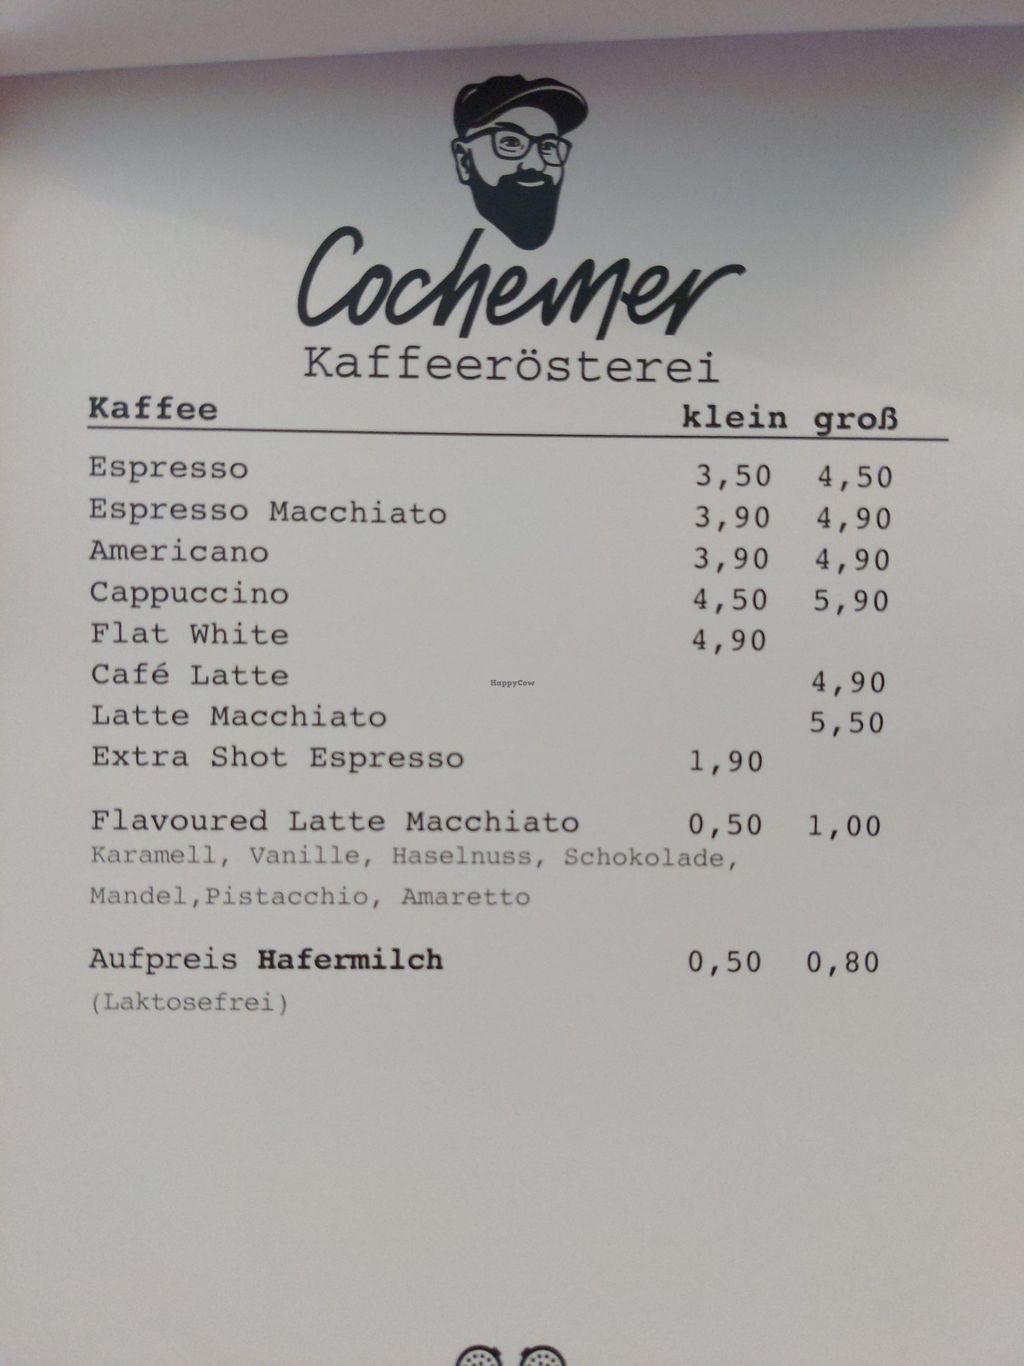 Cochemer
Kaffeerösterei
Kaffee klein groß
Espresso 3,50 4,50
Espresso Macchiato 3,90 4,90
Americano 3,90 4,90
Cappuccino 4,50 5,90
Flat White 4,90
Café Latte 4,90
HappyCow
Latte Macchiato 5,50
Extra Shot Espresso 1,90
Flavoured Latte Macchiato 0,50 1,00
Karamell, Vanille, Haselnuss, Schokolade,
Mandel,Pistacchio, Amaretto
Aufpreis Hafermilch 0,50 0,80
(Laktosefrei)